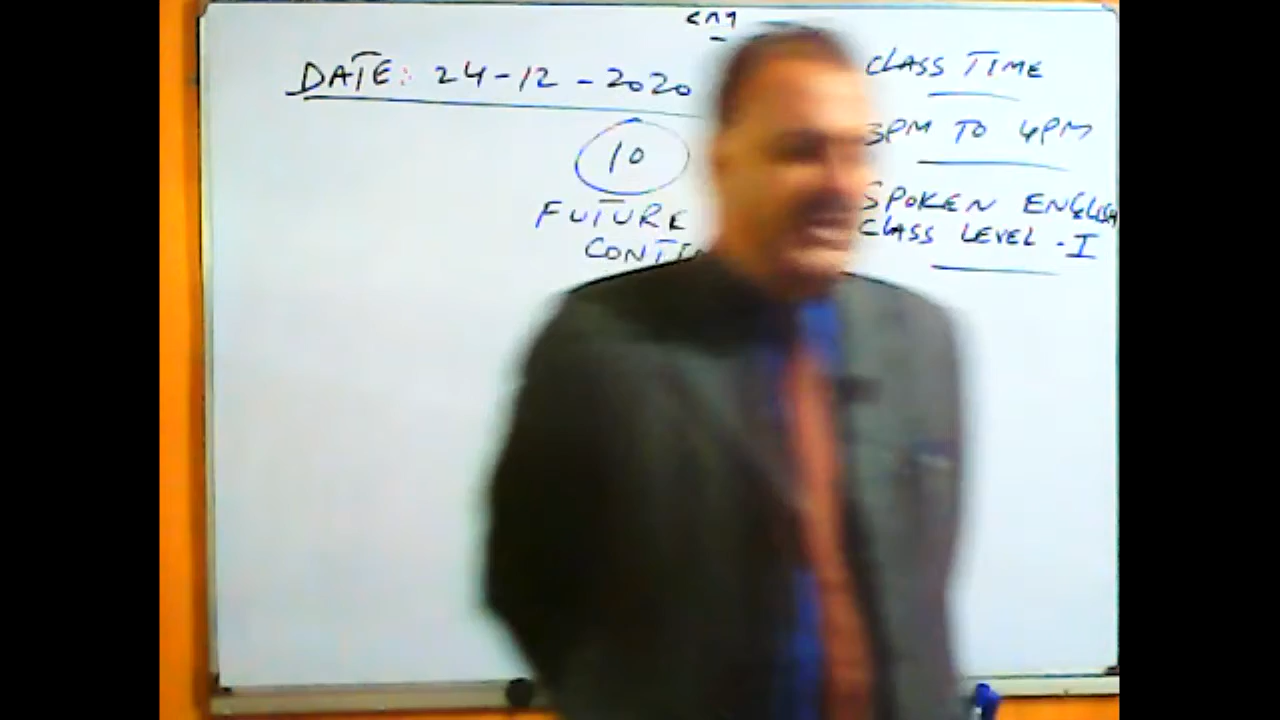 DATE: 24-12-2020
10
FUTURE
CLASS TIME
3PM TO 4PM
SPOKEN ENGLISH
CLASS LEVEL - I